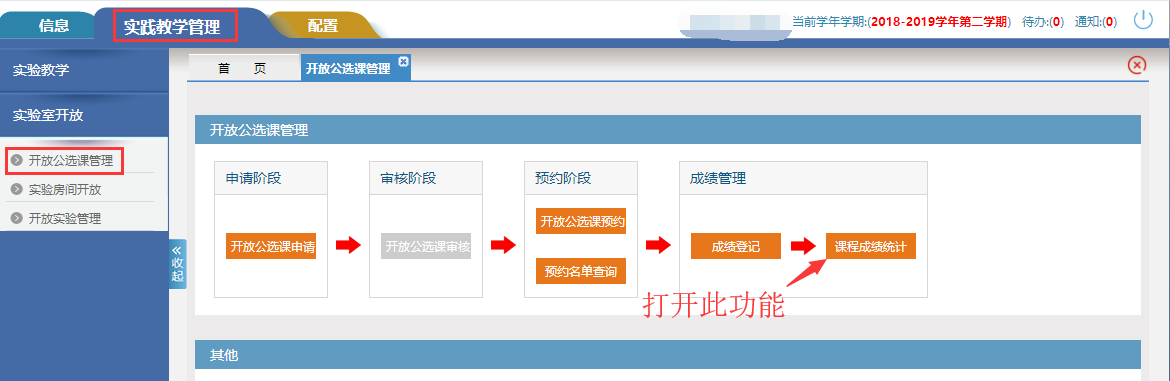 信息
实践教学管理
配置
当前学年学期:(2018-2019学年第二学期) 待办:(0) 通知:(0)
实验教学
实验室开放
开放公选课管理
实验房间开放
开放实验管理
收起
首 页
开放公选课管理
开放公选课管理
申请阶段
审核阶段
预约阶段
成绩管理
开放公选课申请
开放公选课审核
开放公选课预约
预约名单查询
成绩登记
课程成绩统计
打开此功能
其他